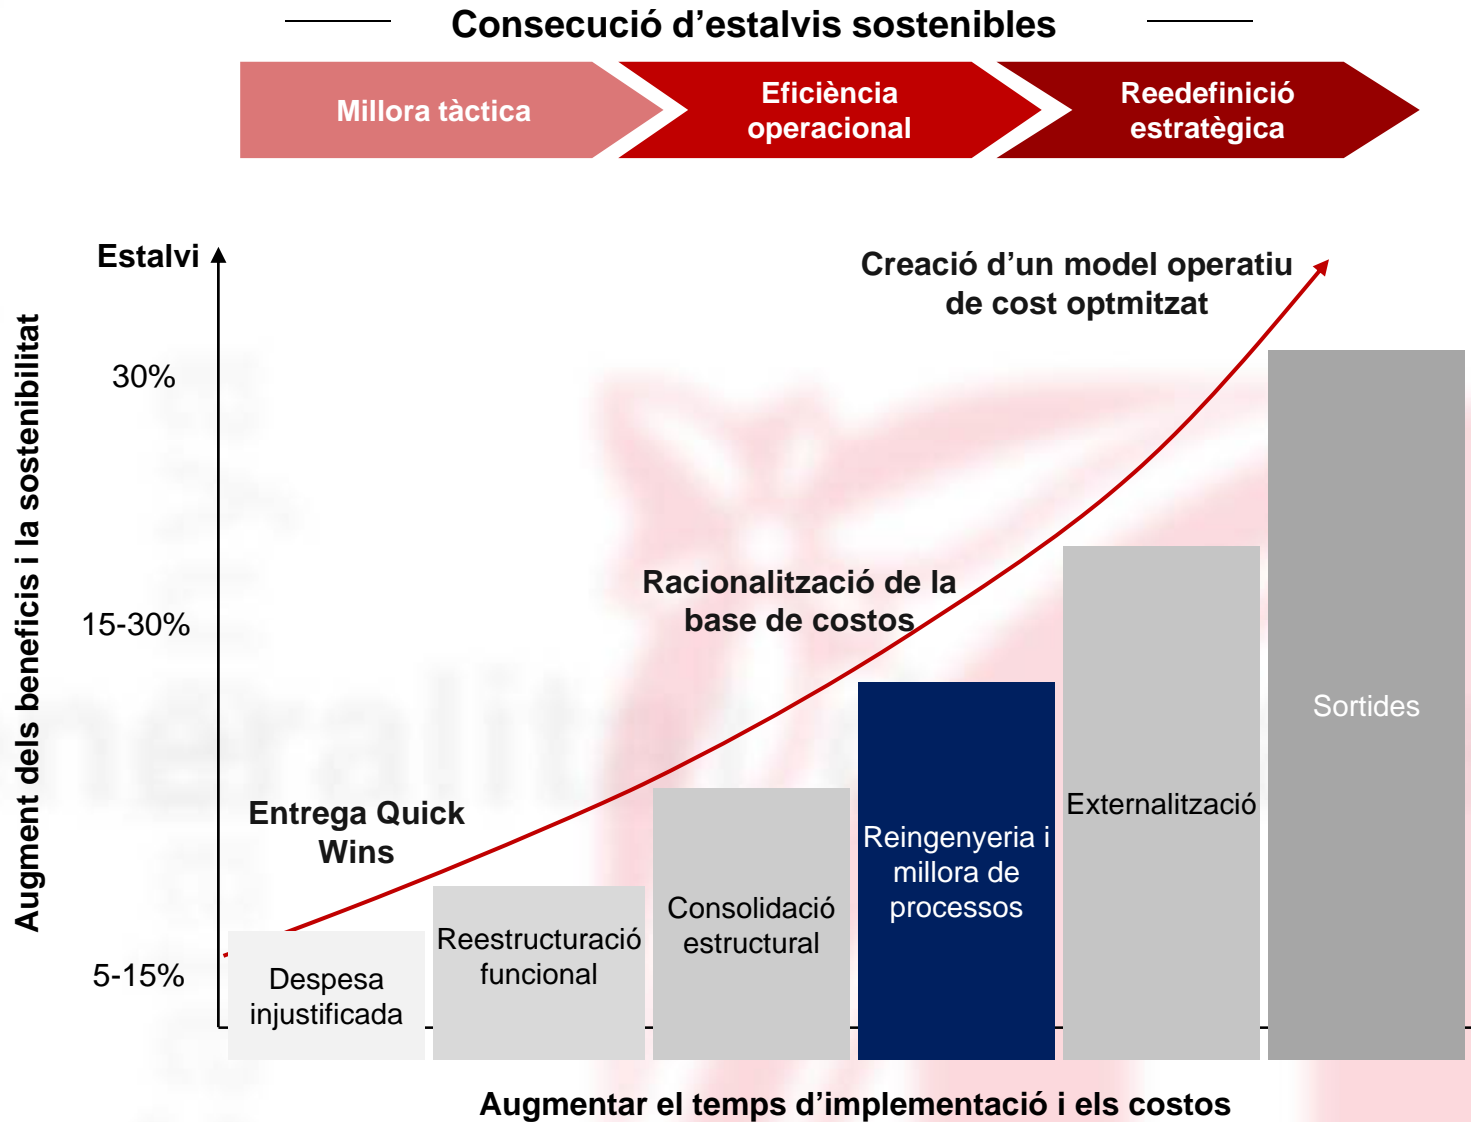 Consecució d’estalvis sostenibles
Millora tàctica
Eficiència
operacional
Reedefinició
estratègica
Estalvi
Augment dels beneficis i la sostenibilitat
30%
15-30%
5-15%
Creació d’un model operatiu
de cost optmitzat
Racionalització de la
base de costos
Entrega Quick
Wins
Despesa
injustificada
Reestructuració
funcional
Consolidació
estructural
Reingenyeria i
millora de
processos
Externalització
Sortides
Augmentar el temps d’implementació i els costos